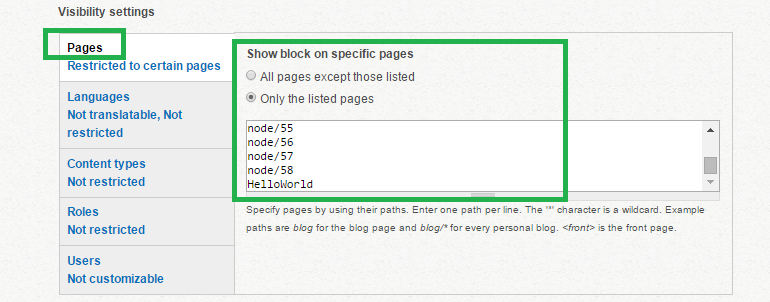 Visibility settings
Pages
Restricted to certain pages
Languages
Not translatable, Not
restricted
Content types
Not restricted
Roles
Not restricted
Users
Not customizable
Show block on specific pages
All pages except those listed
Only the listed pages
node/55
node/56
node/57
node/58
HelloWorld
Specify pages by using their paths. Enter one path per line. The '*' character is a wildcard. Example
paths are blog for the blog page and blog/* for every personal blog. <front> is the front page.